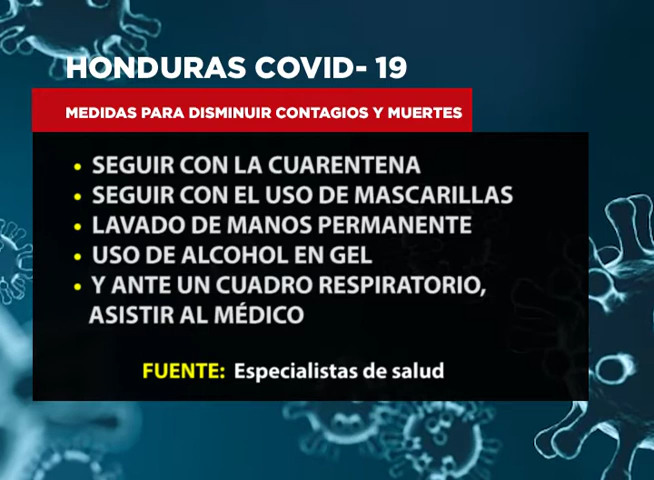 HONDURAS COVID- 19
MEDIDAS PARA DISMINUIR CONTAGIOS Y MUERTES
• SEGUIR CON LA CUARENTENA
• SEGUIR CON EL USO DE MASCARILLAS
• LAVADO DE MANOS PERMANENTE
• USO DE ALCOHOL EN GEL
• Y ANTE UN CUADRO RESPIRATORIO,
ASISTIR AL MÉDICO
FUENTE: Especialistas de salud